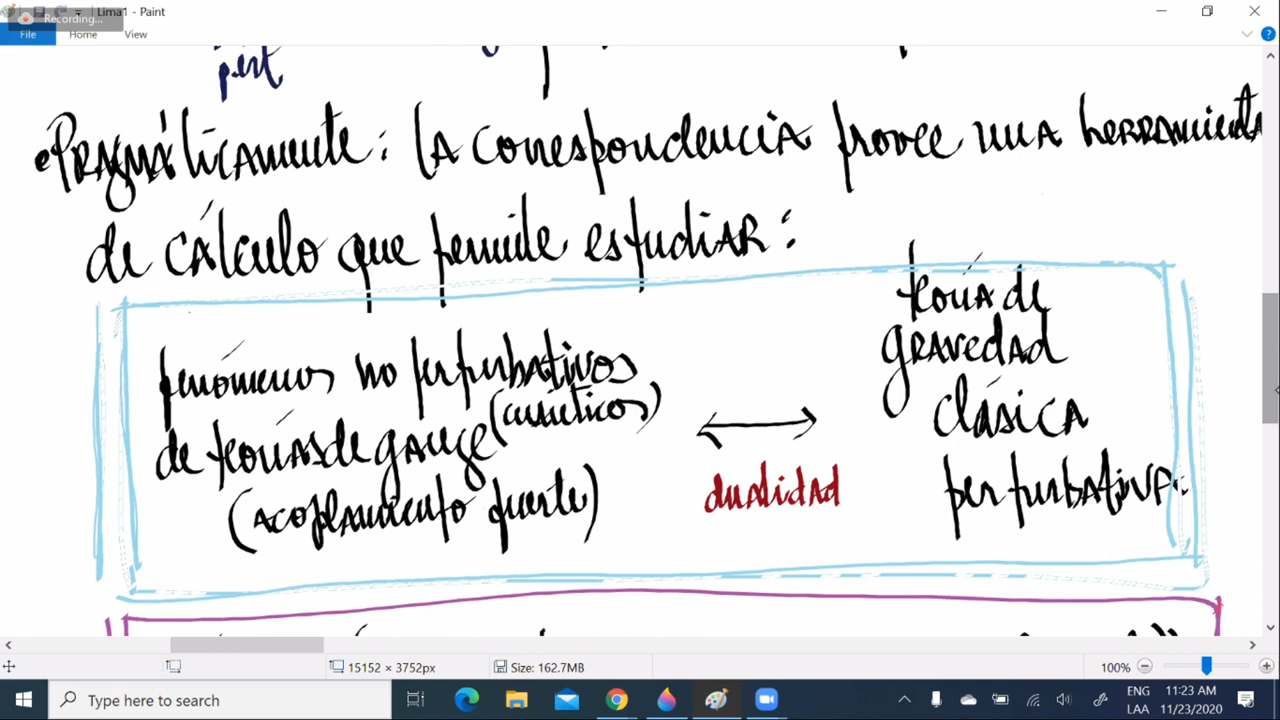 Recording...
Lima1 - Paint
File Home View
pert
• Pragmáticamente: la correspondencia provee una herramienta
de cálculo que permite estudiar:
fenómenos no perturbativos
(cuánticos)
de teorías de gauge
(acoplamiento fuerte)
dualidad
teoría de
gravedad
clásica
perturbativa.
15152 × 3752px
Size: 162.7MB
100%
Type here to search
ENG
LAA
11:23 AM
11/23/2020